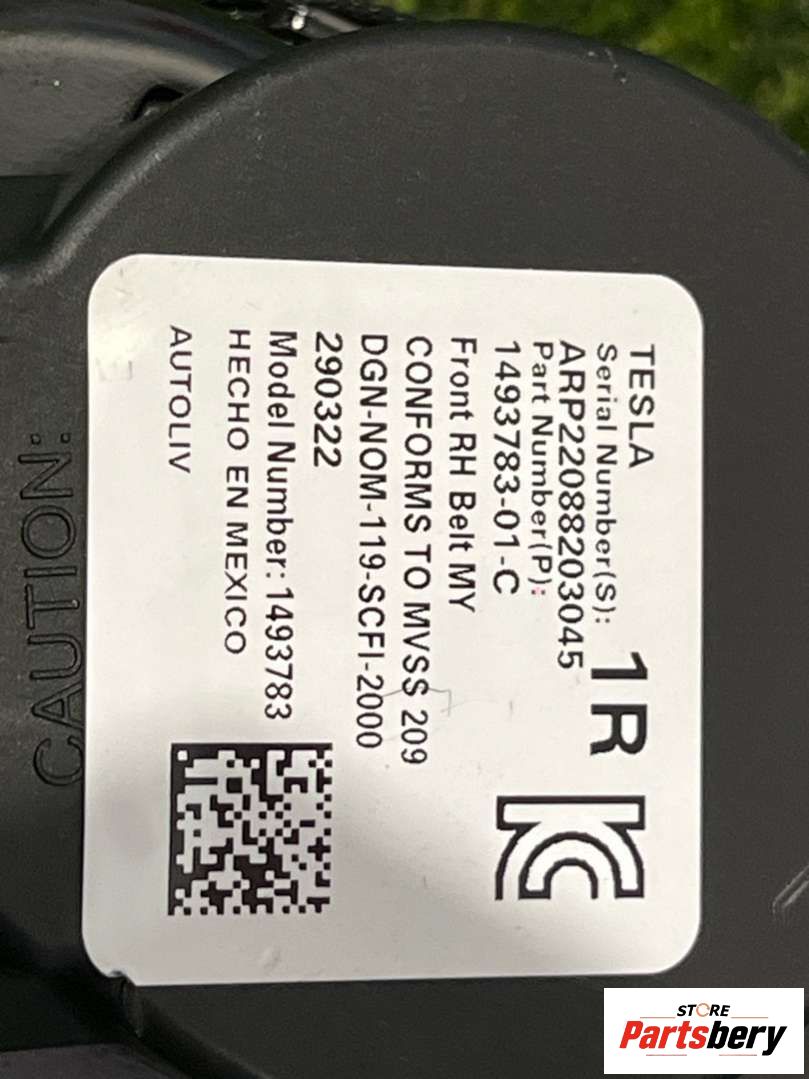 TESLA
Serial Number(S):
ARP22088203045
Part Number(P):
1493783-01-C
1R
Front RH Belt MY
CONFORMS TO MVSS 209
DGN-NOM-119-SCFI-2000
290322
Model Number:1493783
HECHO EN MEXICO
AUTOLIV
CAUTION:
STORE
Partsbery